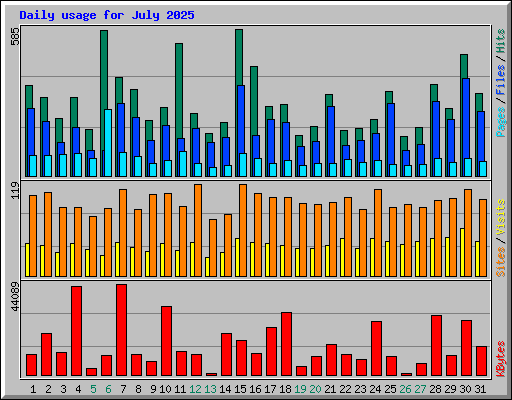 Daily usage for July 2025
585
Pages / Files / Hits
119
Sites / Visits
44089
KBytes
1 2 3 4 5 6 7 8 9 10 11 12 13 14 15 16 17 18 19 20 21 22 23 24 25 26 27 28 29 30 31